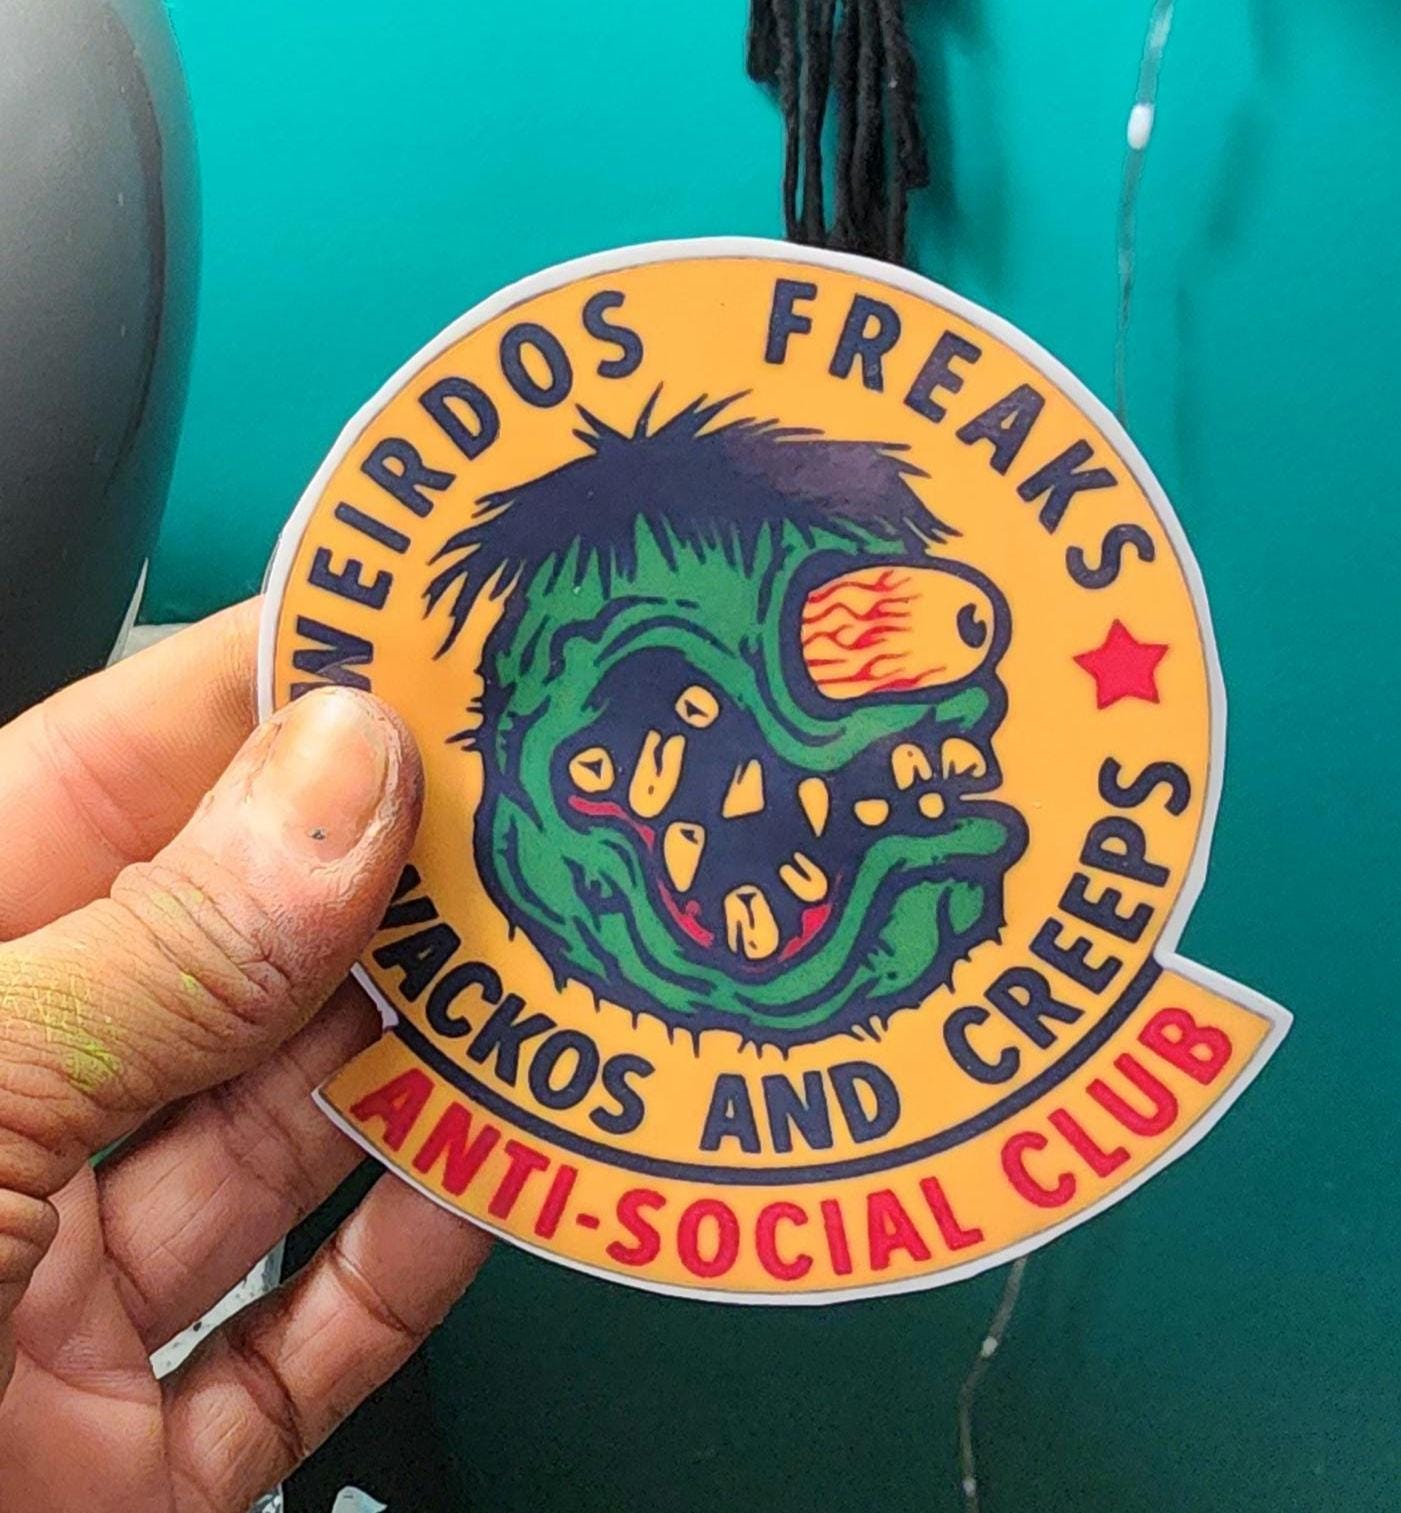 WEIRDOS FREAKS
WACKOS AND CREEPS
ANTI-SOCIAL CLUB